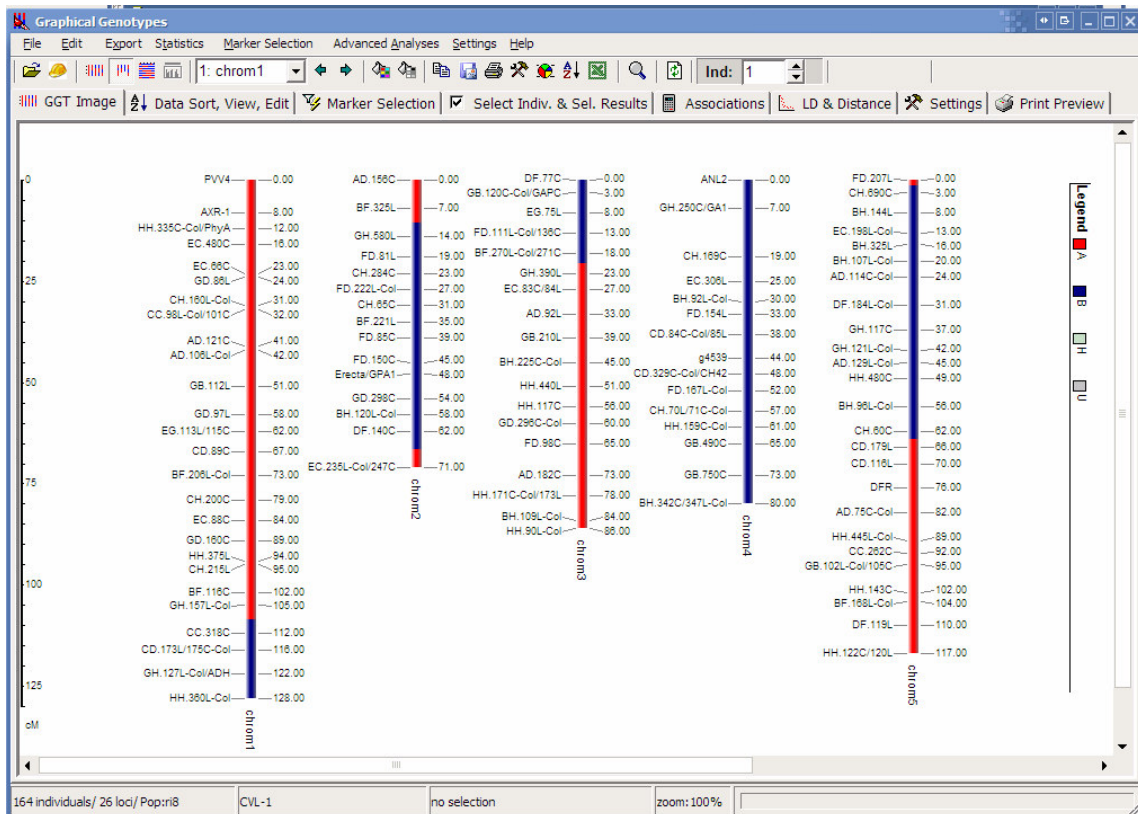 Graphical Genotypes
File Edit Export Statistics Marker Selection Advanced Analyses Settings Help
1: chrom1 Ind: 1
GGT Image Data Sort, View, Edit Marker Selection Select Indiv. & Sel. Results Associations LD & Distance Settings Print Preview
0
25
50
75
100
125
cM
PVV4 0.00
AXR-1 8.00
HH.335C-Col/PhyA 12.00
EC.480C 16.00
EC.66C 23.00
GD.86L 24.00
CH.160L-Col 31.00
CC.98L-Col/101C 32.00
AD.121C 41.00
AD.106L-Col 42.00
GB.112L 51.00
GD.97L 58.00
EG.113L/115C 62.00
CD.89C 67.00
BF.206L-Col 73.00
CH.200C 79.00
EC.88C 84.00
GD.160C 89.00
HH.375L 94.00
CH.215L 95.00
BF.116C 102.00
GH.157L-Col 105.00
CC.318C 112.00
CD.173L/175C-Col 116.00
GH.127L-Col/ADH 122.00
HH.360L-Col 128.00
chrom1
AD.156C 0.00
BF.325L 7.00
GH.580L 14.00
FD.81L 19.00
CH.284C 23.00
FD.222L-Col 27.00
CH.65C 31.00
BF.221L 35.00
FD.85C 39.00
FD.150C 45.00
Erecta/GPA1 48.00
GD.298C 54.00
BH.120L-Col 58.00
DF.140C 62.00
EC.235L-Col/247C 71.00
chrom2
DF.77C 0.00
GB.120C-Col/GAPC 3.00
EG.75L 8.00
FD.111L-Col/136C 13.00
BF.270L-Col/271C 18.00
GH.390L 23.00
EC.83C/84L 27.00
AD.92L 33.00
GB.210L 39.00
BH.225C-Col 45.00
HH.440L 51.00
HH.117C 56.00
GD.296C-Col 60.00
FD.98C 65.00
AD.182C 73.00
HH.171C-Col/173L 78.00
BH.109L-Col 84.00
HH.90L-Col 86.00
chrom3
ANL2 0.00
GH.250C/GA1 7.00
CH.169C 19.00
EC.306L 25.00
BH.92L-Col 30.00
FD.154L 33.00
CD.84C-Col/85L 38.00
g4539 44.00
CD.329C-Col/CH42 48.00
FD.167L-Col 52.00
CH.70L/71C-Col 57.00
HH.159C-Col 61.00
GB.490C 65.00
GB.750C 73.00
BH.342C/347L-Col 80.00
chrom4
FD.207L 0.00
CH.690C 3.00
BH.144L 8.00
EC.198L-Col 13.00
BH.325L 16.00
BH.107L-Col 20.00
AD.114C-Col 24.00
DF.184L-Col 31.00
GH.117C 37.00
GH.121L-Col 42.00
AD.129L-Col 45.00
HH.480C 49.00
BH.96L-Col 56.00
CH.60C 62.00
CD.179L 66.00
CD.116L 70.00
DFR 76.00
AD.75C-Col 82.00
HH.445L-Col 89.00
CC.262C 92.00
GB.102L-Col/105C 95.00
HH.143C 102.00
BF.168L-Col 104.00
DF.119L 110.00
HH.122C/120L 117.00
chrom5
Legend
A
B
H
U
164 individuals/ 26 loci/ Pop:ri8 CVL-1 no selection zoom:100%